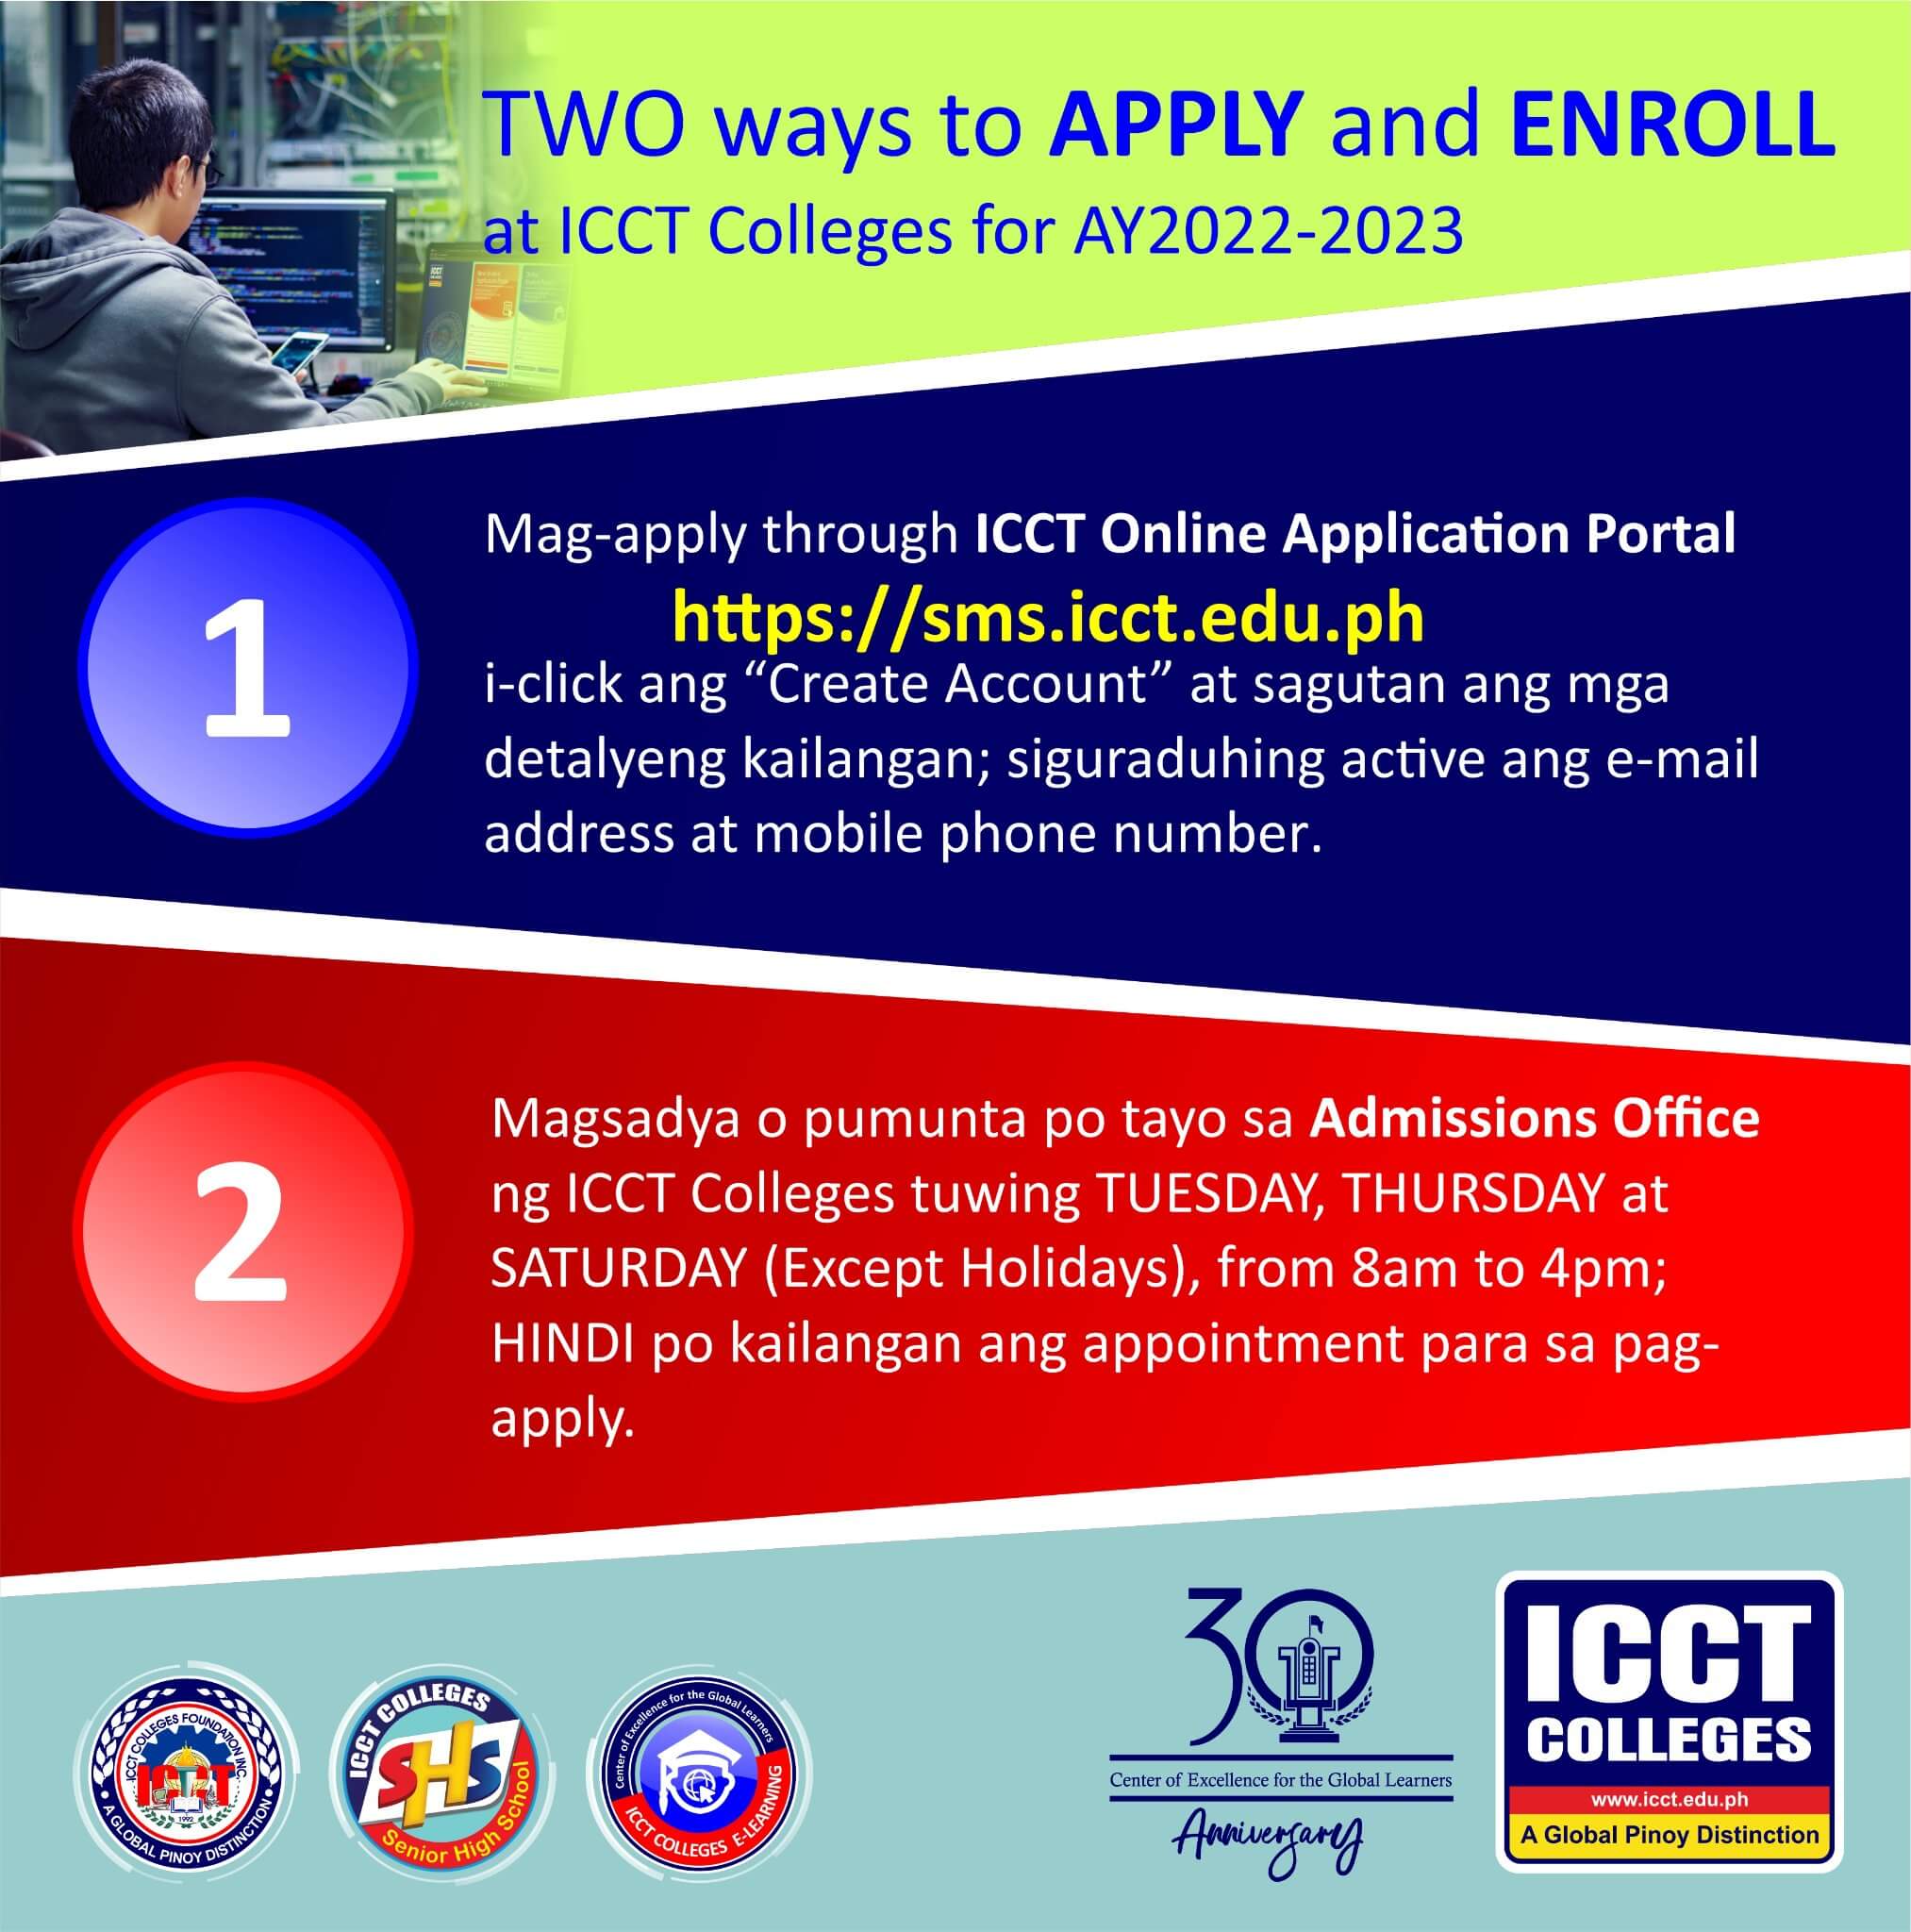 TWO ways to APPLY and ENROLL
at ICCT Colleges for AY2022-2023
1
Mag-apply through ICCT Online Application Portal
https://sms.icct.edu.ph
i-click ang “Create Account” at sagutan ang mga
detalyeng kailangan; siguraduhing active ang e-mail
address at mobile phone number.
2
Magsadya o pumunta po tayo sa Admissions Office
ng ICCT Colleges tuwing TUESDAY, THURSDAY at
SATURDAY (Except Holidays), from 8am to 4pm;
HINDI po kailangan ang appointment para sa pag-
apply.
ICCT COLLEGES FOUNDATION INC.
ICCT
1992
• A GLOBAL PINOY DISTINCTION •
ICCT COLLEGES
SHS
Senior High School
Center of Excellence for the Global Learners
ICCT COLLEGES E-LEARNING
30
Center of Excellence for the Global Learners
Anniversary
ICCT
COLLEGES
www.icct.edu.ph
A Global Pinoy Distinction